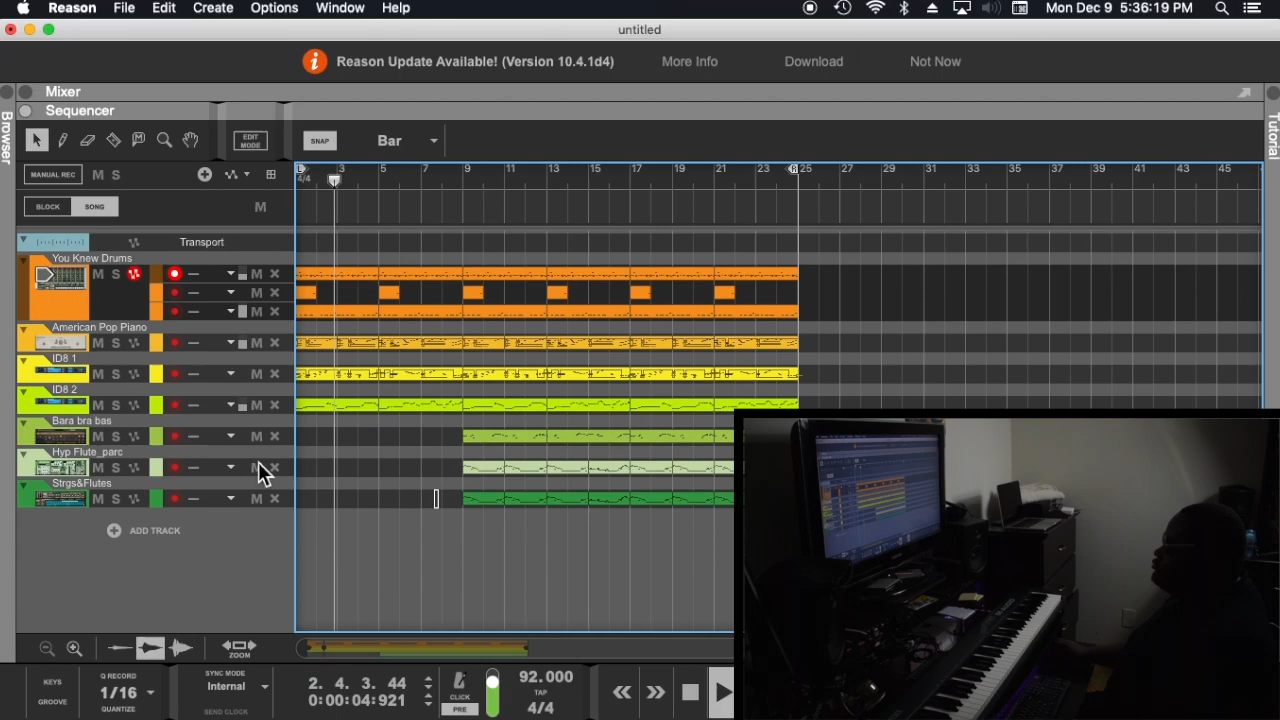 Reason File Edit Create Options Window Help Mon Dec 9 5:36:19 PM
untitled
Reason Update Available! (Version 10.4.1d4) More Info Download Not Now
Mixer
Sequencer
Browser
Tutorial
EDIT
MODE
SNAP
Bar
MANUAL REC M S
L 3 5 7 9 11 13 15 17 19 21 23 R 25 27 29 31 33 35 37 39 41 43 45
4/4
BLOCK SONG M
Transport
You Knew Drums
M S M
M
M
American Pop Piano
M S M
ID8 1
M S M
ID8 2
M S M
Bara bra bas
M S M
Hyp Flute_parc
M S M
Strgs&Flutes
M S M
ADD TRACK
ZOOM
KEYS
GROOVE
Q RECORD
1/16
QUANTIZE
SYNC MODE
Internal
SEND CLOCK
2. 4. 3. 44
0:00:04:921
CLICK
PRE
92.000
TAP
4/4